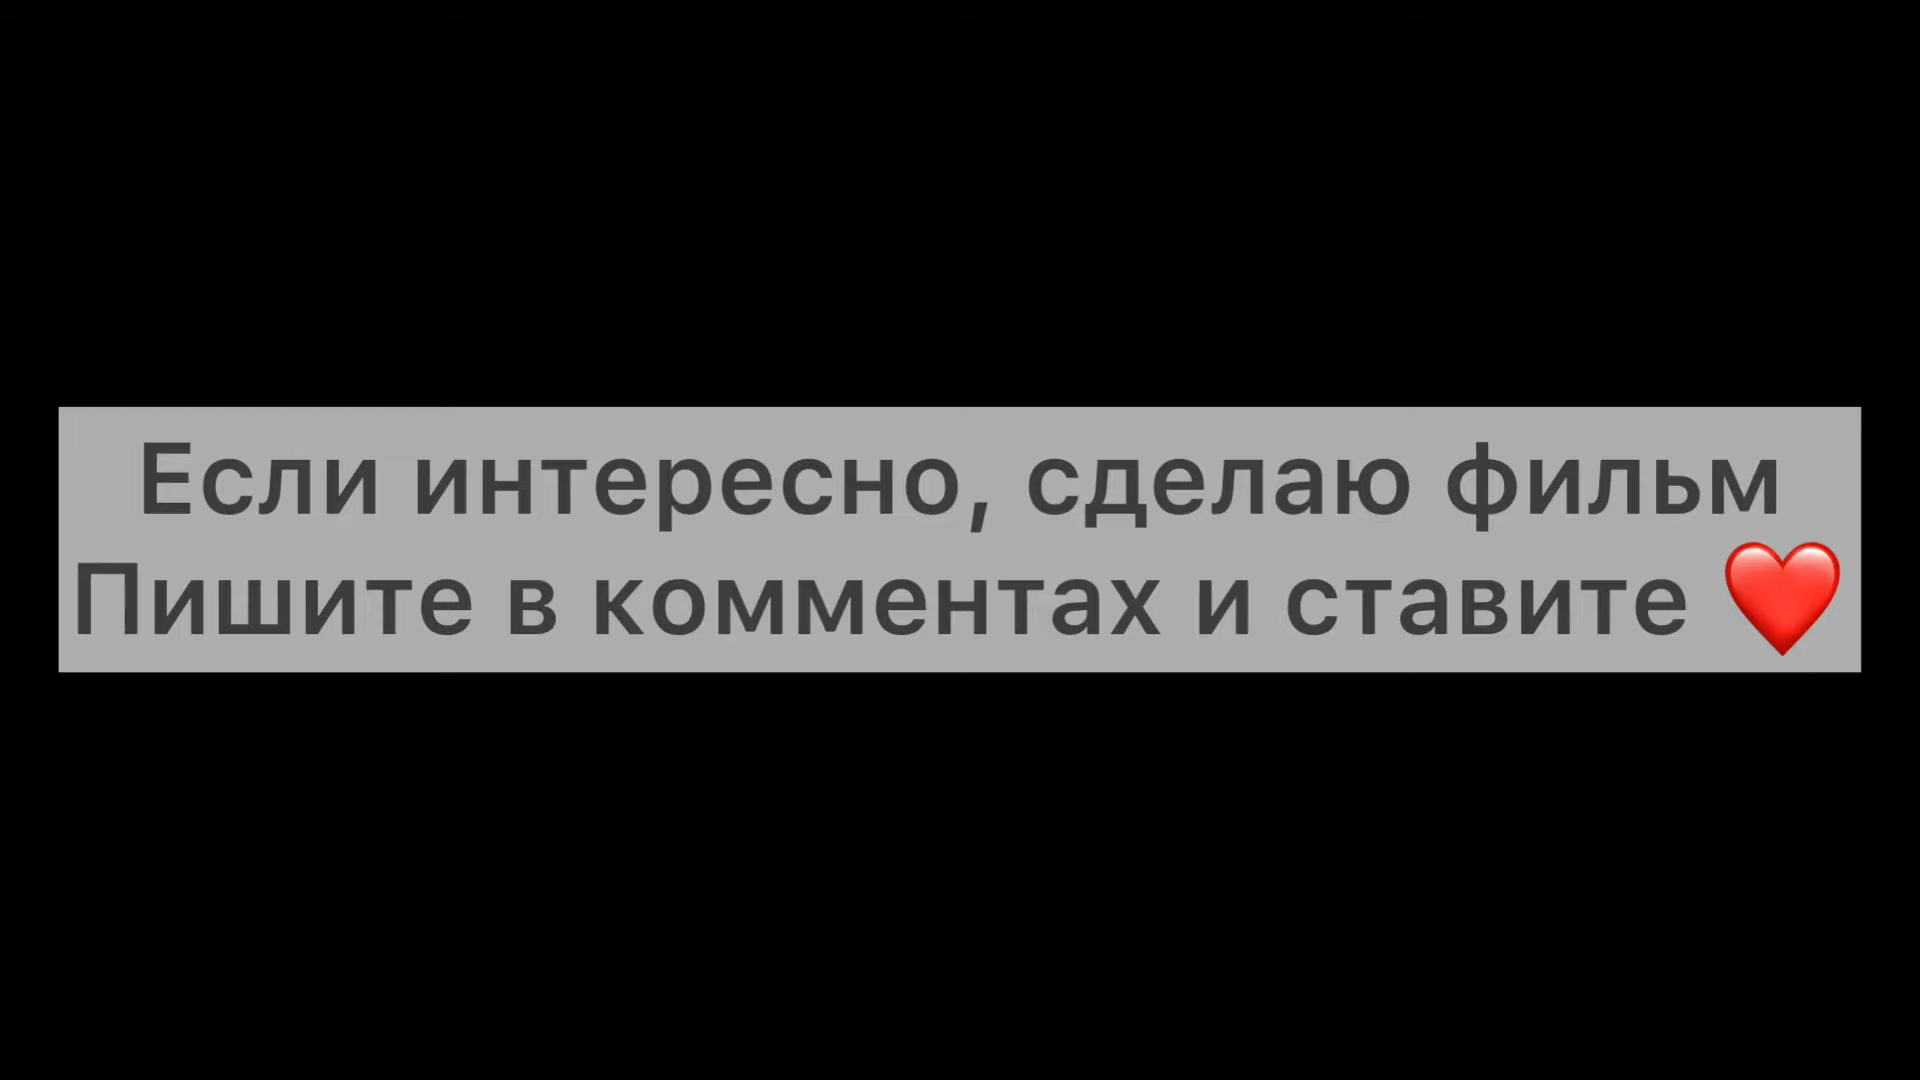 Если интересно, сделаю фильм
Пишите в комментах и ставите ❤️